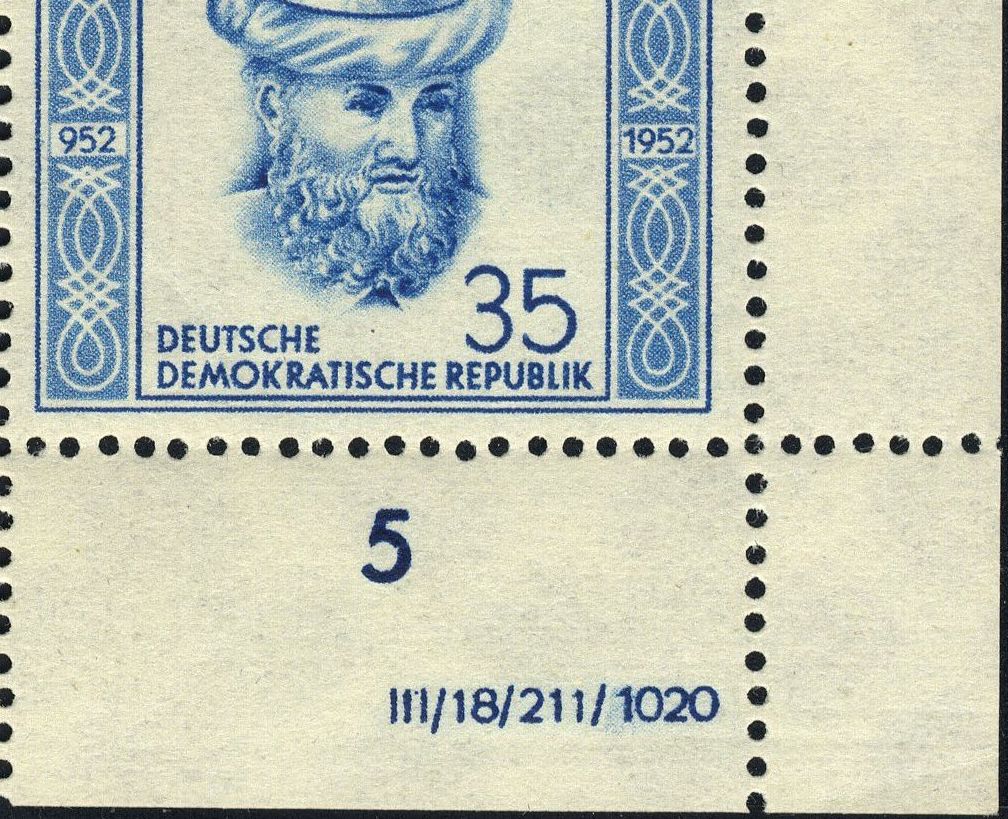 952
1952
35
DEUTSCHE
DEMOKRATISCHE REPUBLIK
5
III/18/211/1020